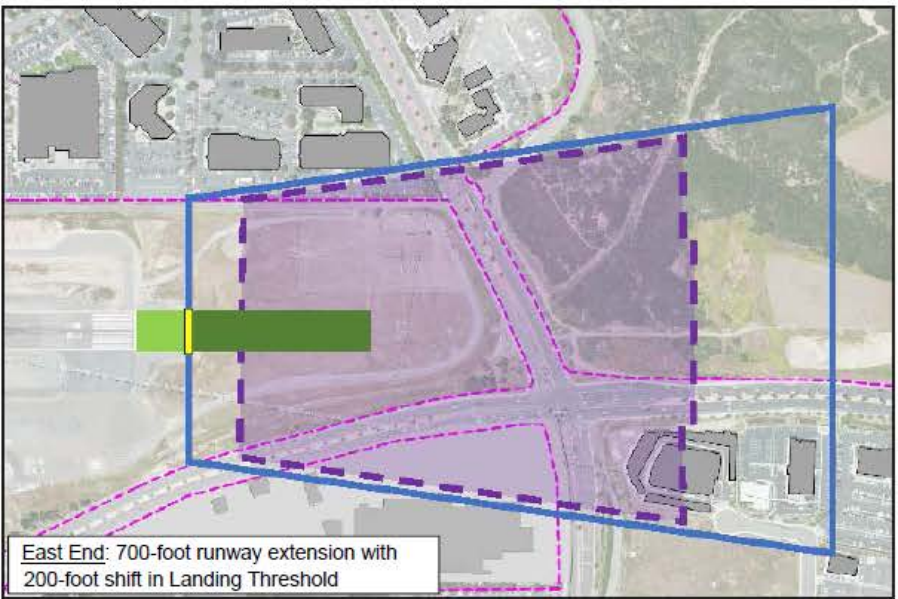 East End: 700-foot runway extension with
200-foot shift in Landing Threshold